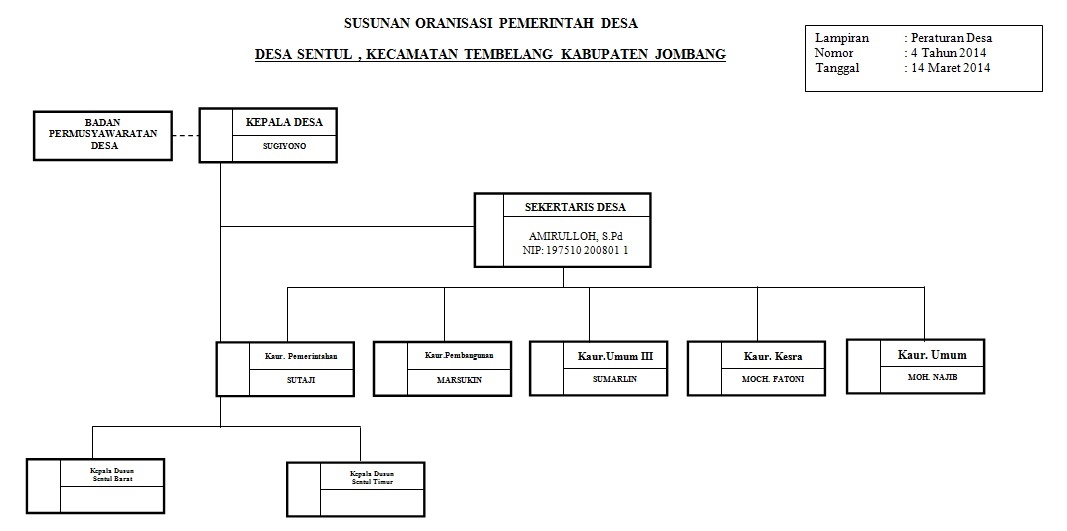 SUSUNAN ORANISASI PEMERINTAH DESA
DESA SENTUL , KECAMATAN TEMBELANG KABUPATEN JOMBANG
Lampiran : Peraturan Desa
Nomor : 4 Tahun 2014
Tanggal : 14 Maret 2014
BADAN
PERMUSYAWARATAN
DESA
KEPALA DESA
SUGIYONO
SEKERTARIS DESA
AMIRULLOH, S.Pd
NIP: 197510 200801 1
Kaur. Pemerintahan
SUTAJI
Kaur.Pembangunan
MARSUKIN
Kaur.Umum III
SUMARLIN
Kaur. Kesra
MOCH. FATONI
Kaur. Umum
MOH. NAJIB
Kepala Dusun
Sentul Barat
Kepala Dusun
Sentul Timur